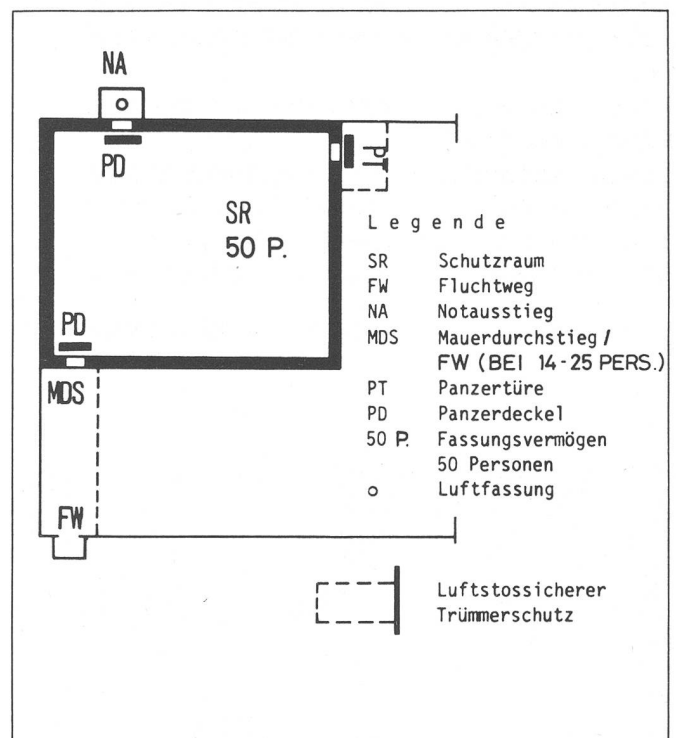 NA
PD
PT
SR
50 P.
PD
MDS
FW
Legende
SR Schutzraum
FW Fluchtweg
NA Notausstieg
MDS Mauerdurchstieg /
FW (BEI 14-25 PERS.)
PT Panzertüre
PD Panzerdeckel
50 P. Fassungsvermögen
50 Personen
o Luftfassung
Luftstossicherer
Trümmerschutz